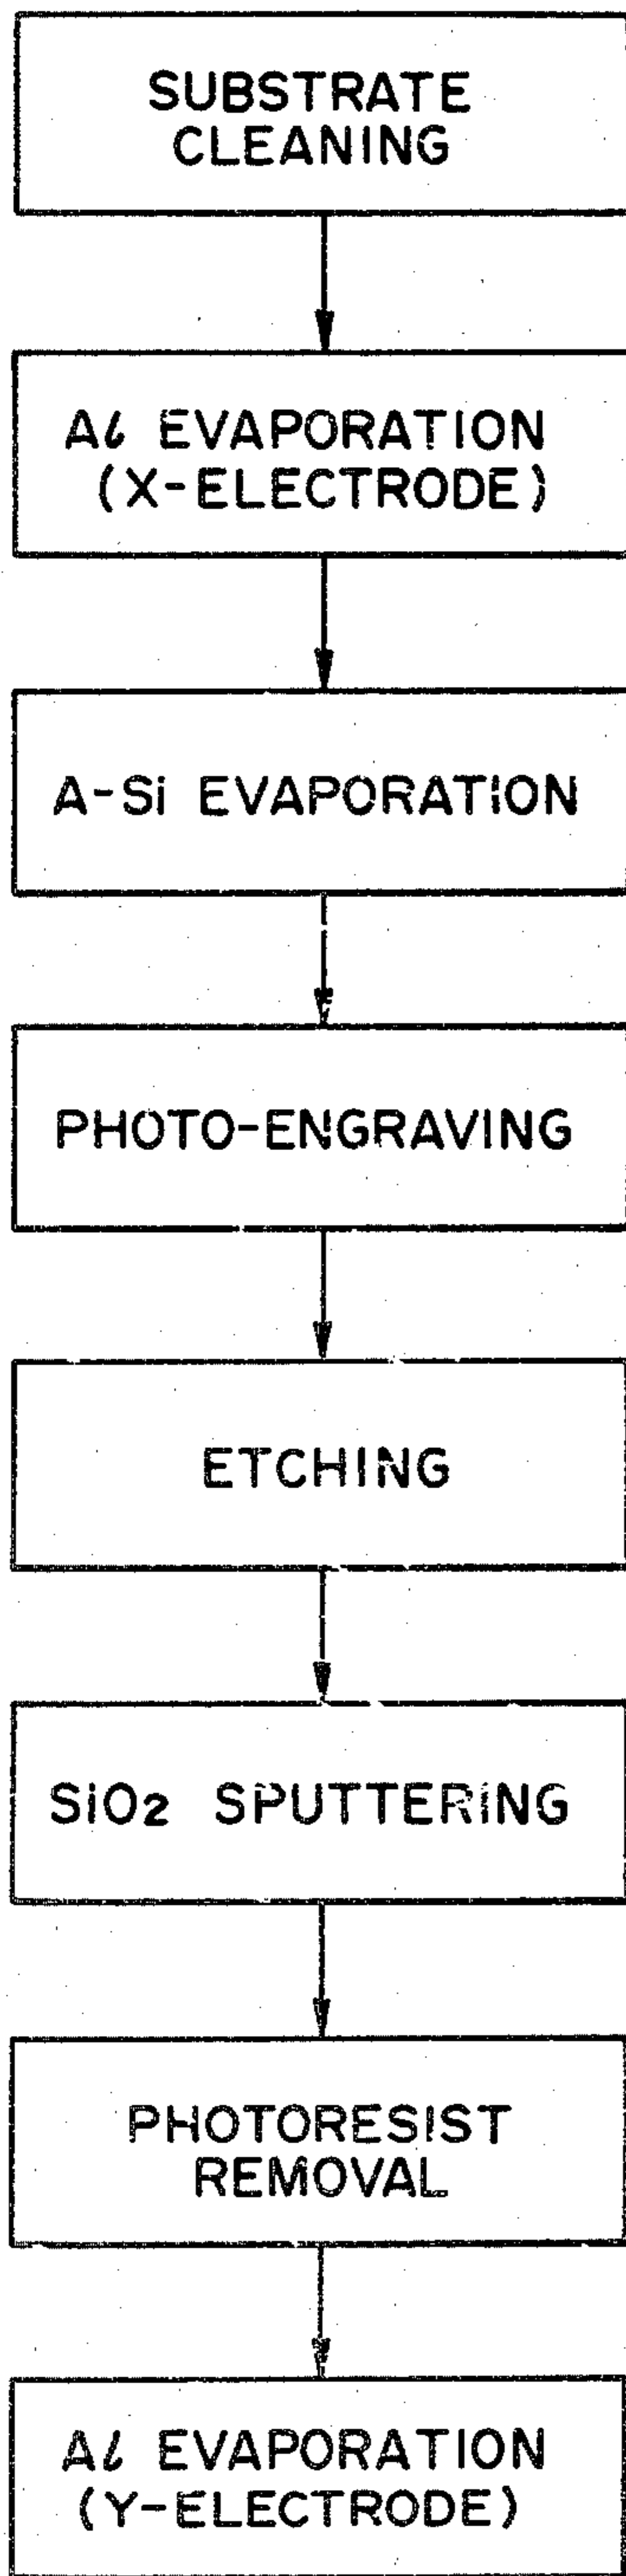 SUBSTRATE
CLEANING
Al EVAPORATION
(X-ELECTRODE)
A-Si EVAPORATION
PHOTO-ENGRAVING
ETCHING
SiO2 SPUTTERING
PHOTORESIST
REMOVAL
Al EVAPORATION
(Y-ELECTRODE)